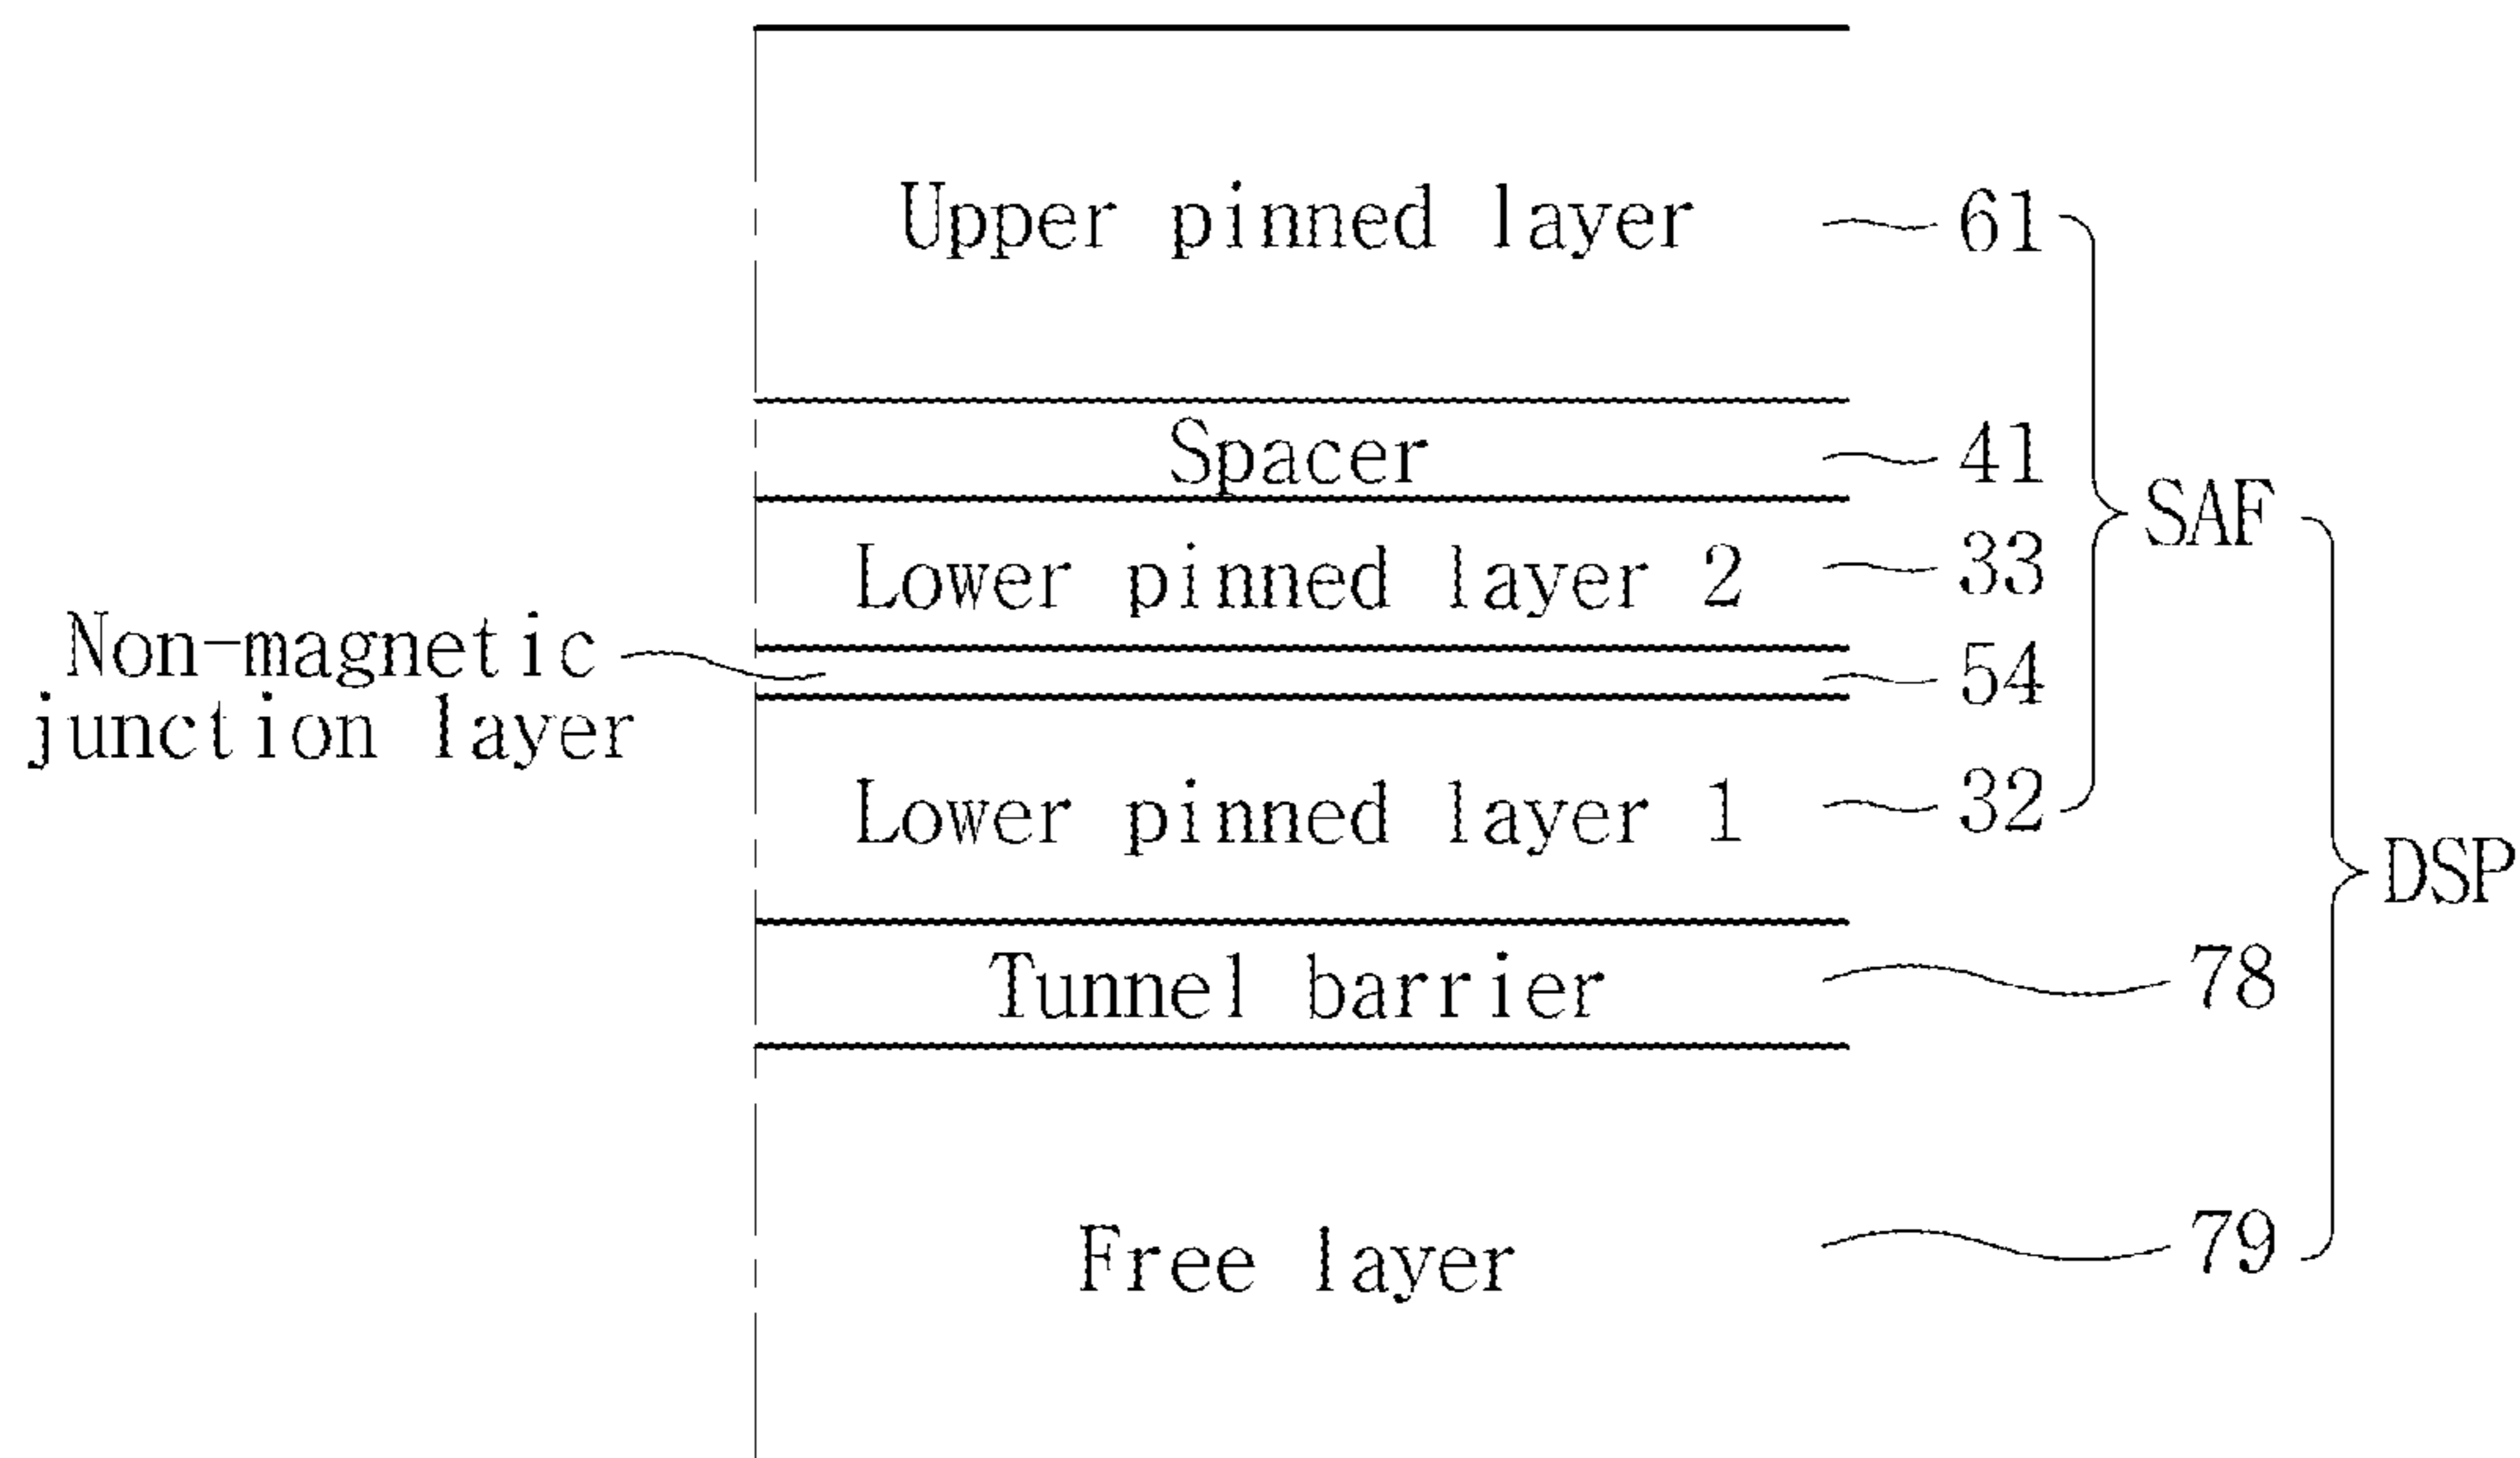 Upper pinned layer 61
Spacer 41
SAF
Lower pinned layer 2 33
Non-magnetic
junction layer
54
Lower pinned layer 1 32
DSP
Tunnel barrier 78
Free layer 79